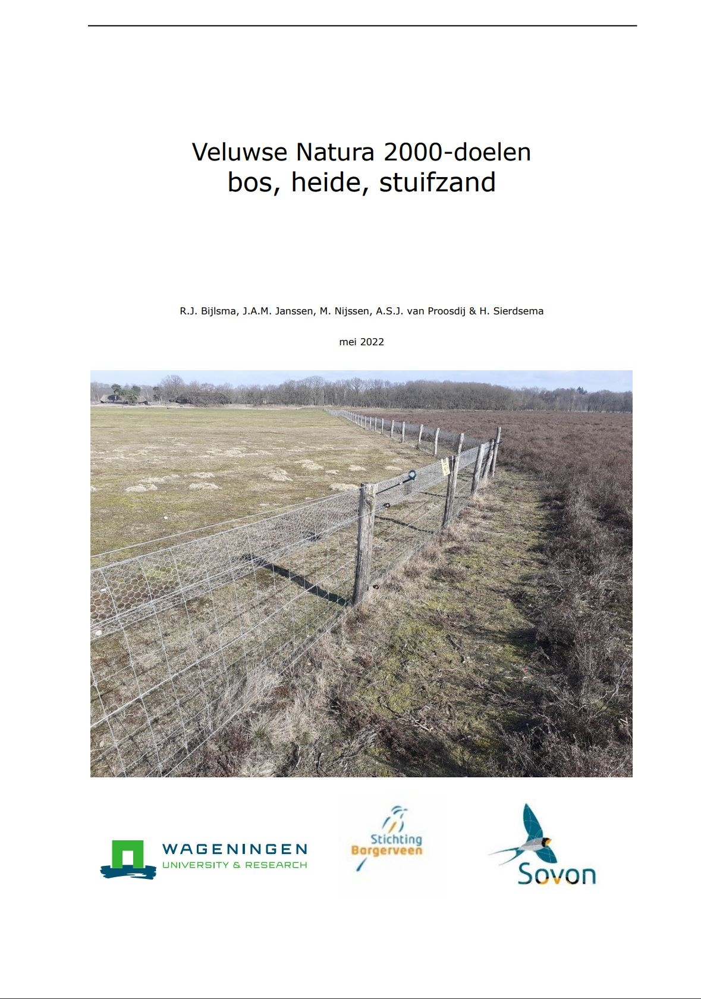 Veluwse Natura 2000-doelen
bos, heide, stuifzand
R.J. Bijlsma, J.A.M. Janssen, M. Nijssen, A.S.J. van Proosdij & H. Sierdsema
mei 2022
WAGENINGEN
UNIVERSITY & RESEARCH
Stichting
Bargerveen
Sovon